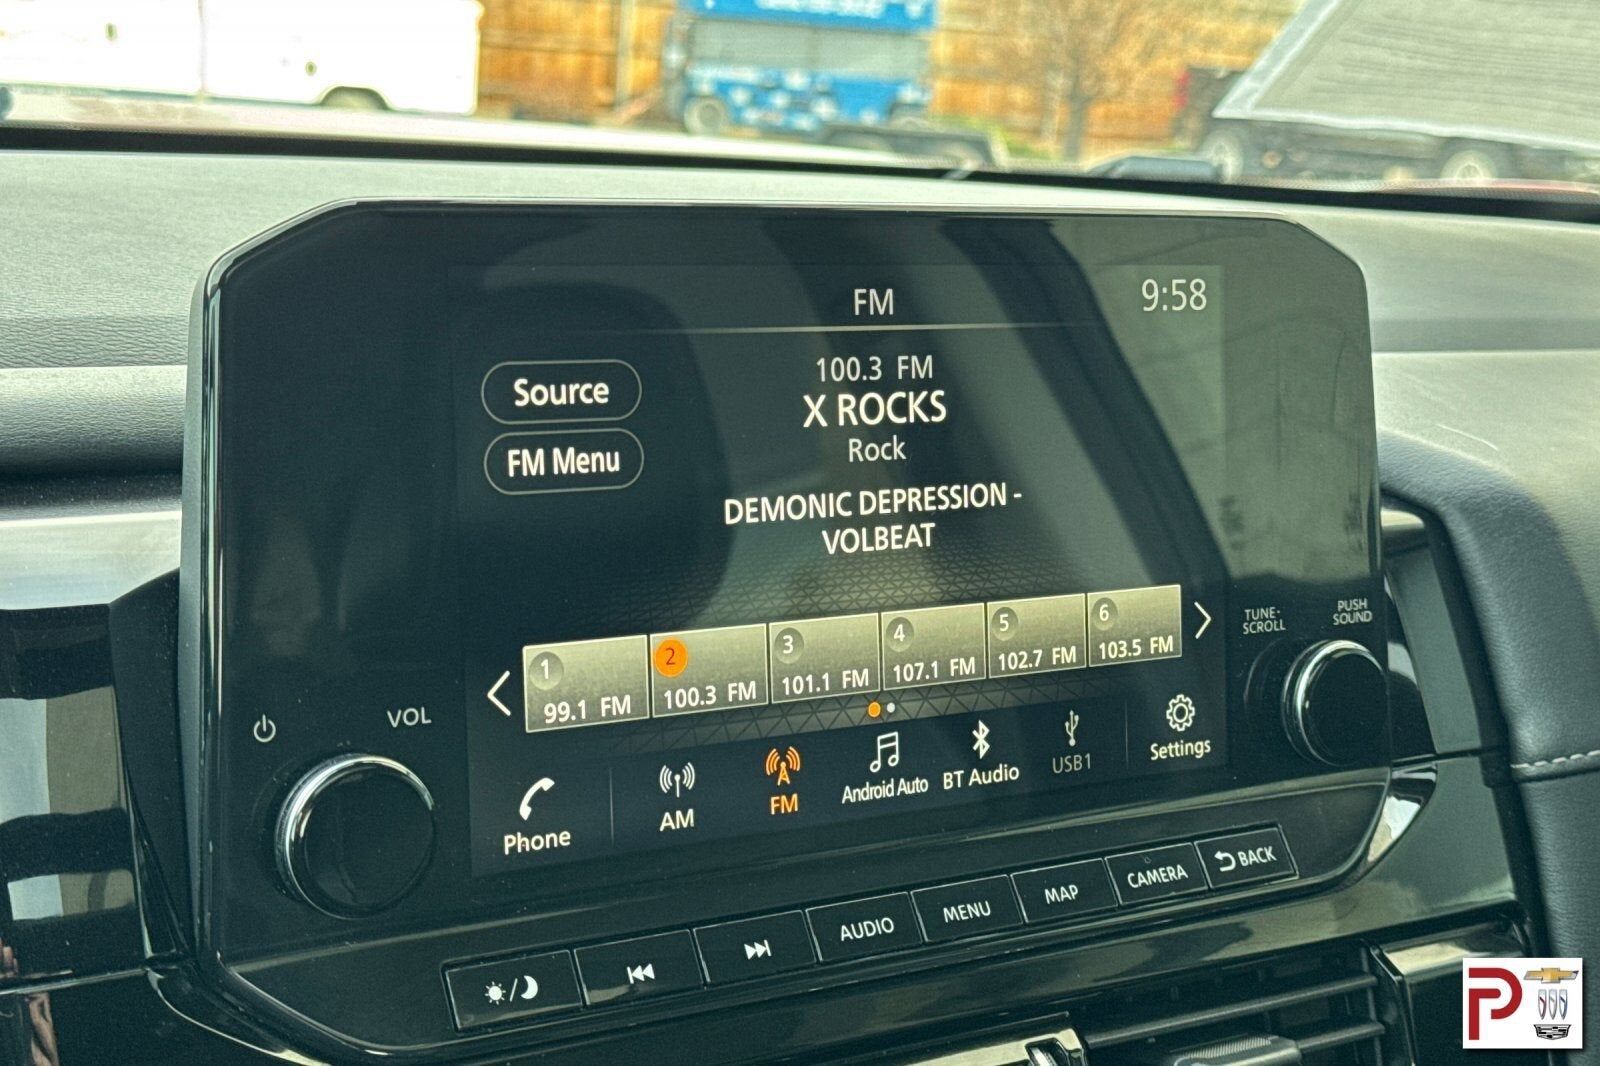 FM
9:58
Source
FM Menu
100.3 FM
X ROCKS
Rock
DEMONIC DEPRESSION -
VOLBEAT
1
99.1 FM
2
100.3 FM
3
101.1 FM
4
107.1 FM
5
102.7 FM
6
103.5 FM
TUNE-
SCROLL
PUSH
SOUND
VOL
Phone
AM
FM
Android Auto
BT Audio
USB1
Settings
AUDIO
MENU
MAP
CAMERA
BACK
P